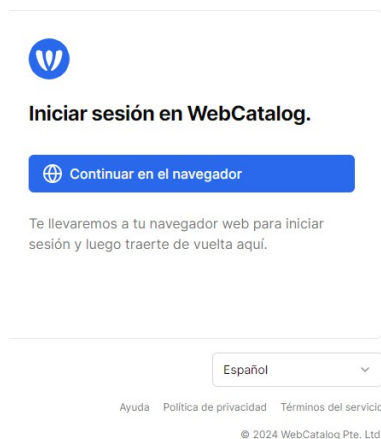 Iniciar sesión en WebCatalog.
Continuar en el navegador
Te llevaremos a tu navegador web para iniciar
sesión y luego traerte de vuelta aquí.
Español
Ayuda Política de privacidad Términos del servicio
© 2024 WebCatalog Pte. Ltd